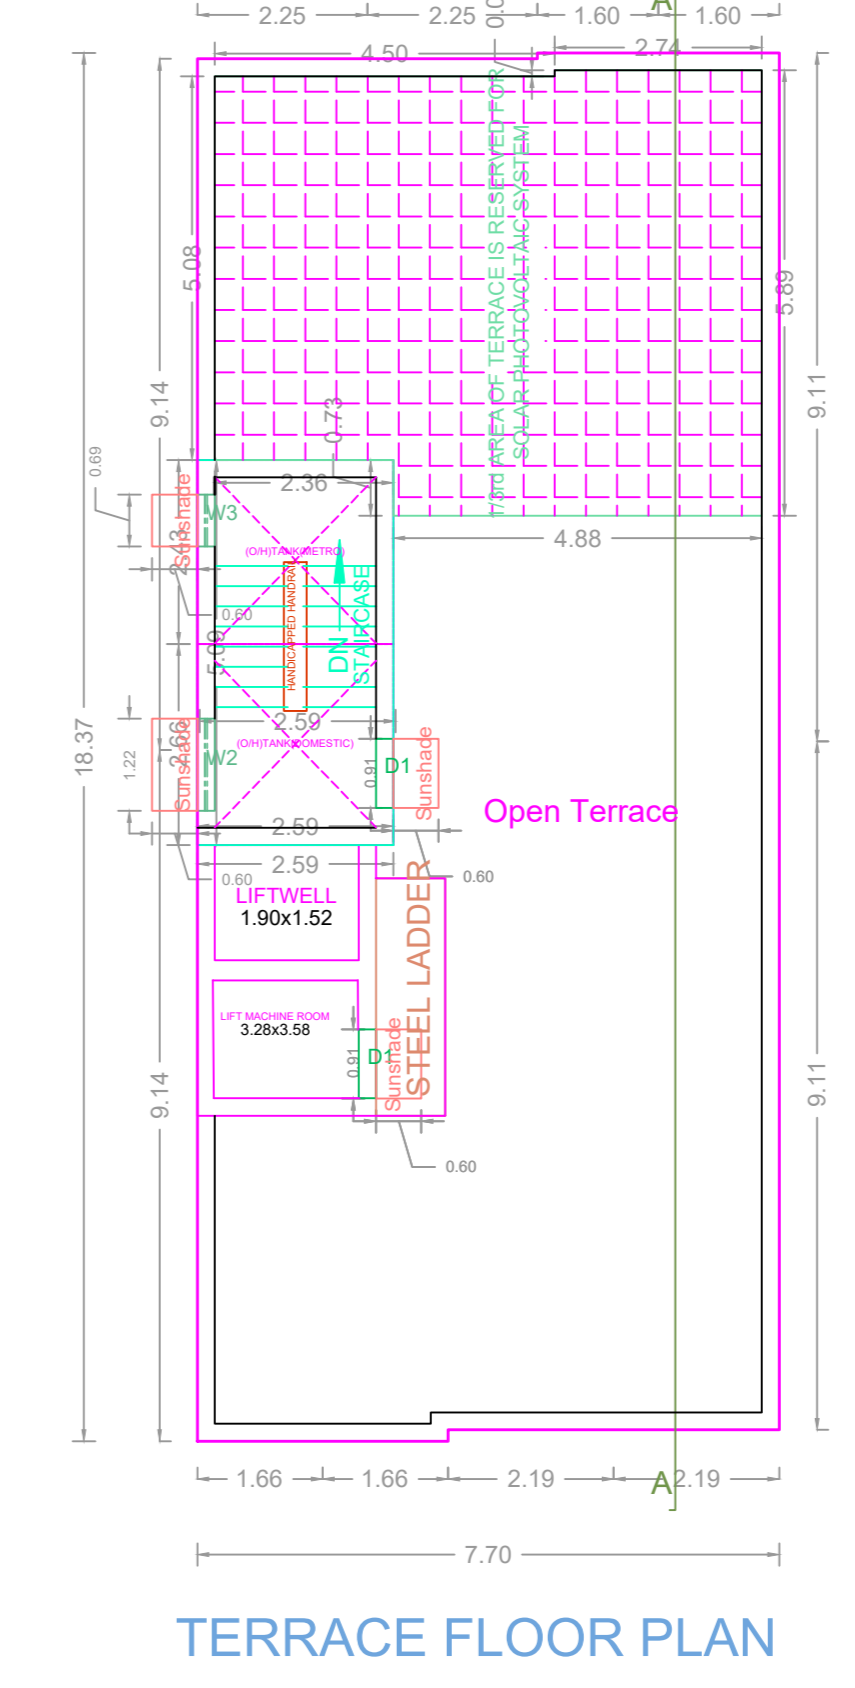 2.25
2.25
1.60
1.60
A
4.50
2.74
5.08
5.89
1/3rd AREA OF TERRACE IS RESERVED FOR
SOLAR PHOTOVOLTAIC SYSTEM
9.14
9.11
0.73
0.69
2.36
Sunshade
W3
2.43
4.88
(O/H)TANK(METRO)
HANDICAPPED HANDRAIL
DN
STAIRCASE
0.60
5.09
18.37
2.59
(O/H)TANK(DOMESTIC)
Sunshade
W2
2.66
1.22
0.91
D1
Sunshade
Open Terrace
2.59
2.59
0.60
0.60
LIFTWELL
1.90x1.52
STEEL LADDER
LIFT MACHINE ROOM
3.28x3.58
0.91
D1
Sunshade
9.14
9.11
0.60
1.66
1.66
2.19
A
2.19
7.70
TERRACE FLOOR PLAN